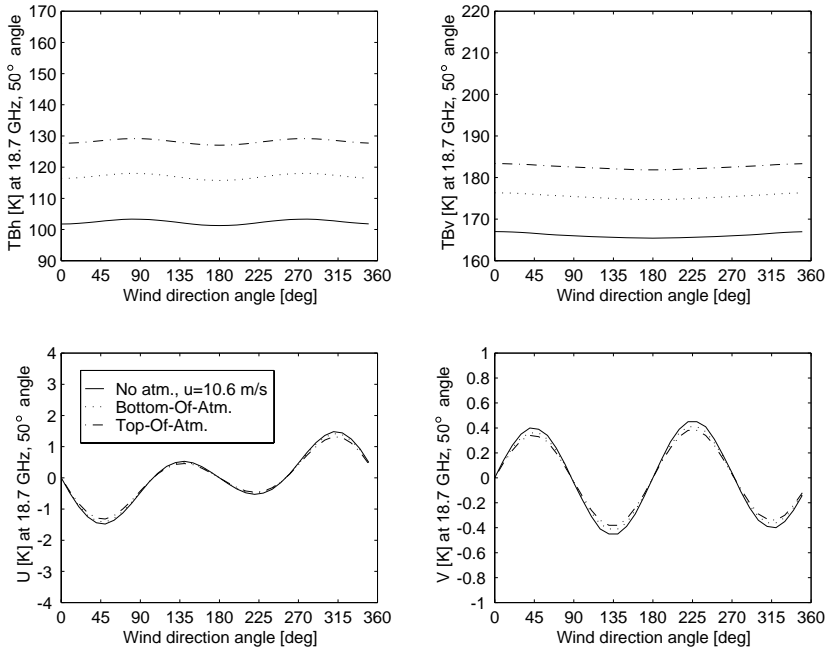 TBh [K] at 18.7 GHz, 50° angle
170
160
150
140
130
120
110
100
90
0 45 90 135 180 225 270 315 360
Wind direction angle [deg]
TBv [K] at 18.7 GHz, 50° angle
220
210
200
190
180
170
160
0 45 90 135 180 225 270 315 360
Wind direction angle [deg]
U [K] at 18.7 GHz, 50° angle
4
3
2
1
0
-1
-2
-3
-4
No atm., u=10.6 m/s
Bottom-Of-Atm.
Top-Of-Atm.
0 45 90 135 180 225 270 315 360
Wind direction angle [deg]
V [K] at 18.7 GHz, 50° angle
1
0.8
0.6
0.4
0.2
0
-0.2
-0.4
-0.6
-0.8
-1
0 45 90 135 180 225 270 315 360
Wind direction angle [deg]